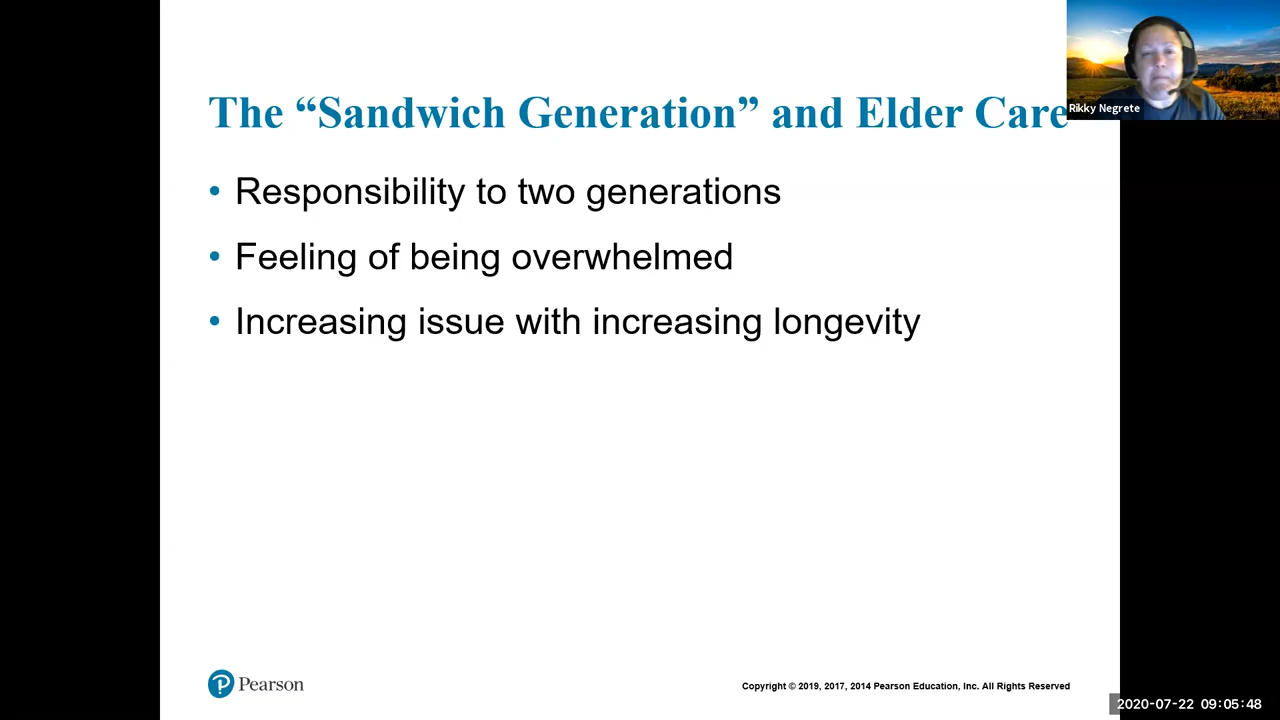 The “Sandwich Generation” and Elder Care
Rikky Negrete
• Responsibility to two generations
• Feeling of being overwhelmed
• Increasing issue with increasing longevity
P Pearson
Copyright © 2019, 2017, 2014 Pearson Education, Inc. All Rights Reserved
2020-07-22 09:05:48